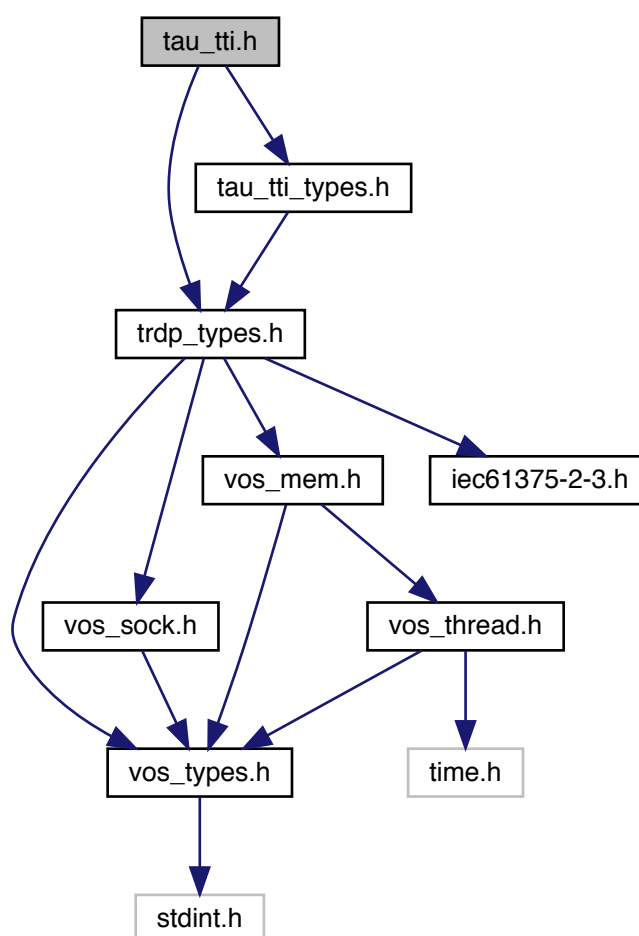 tau_tti.h
tau_tti_types.h
trdp_types.h
vos_mem.h
iec61375-2-3.h
vos_sock.h
vos_thread.h
vos_types.h
time.h
stdint.h